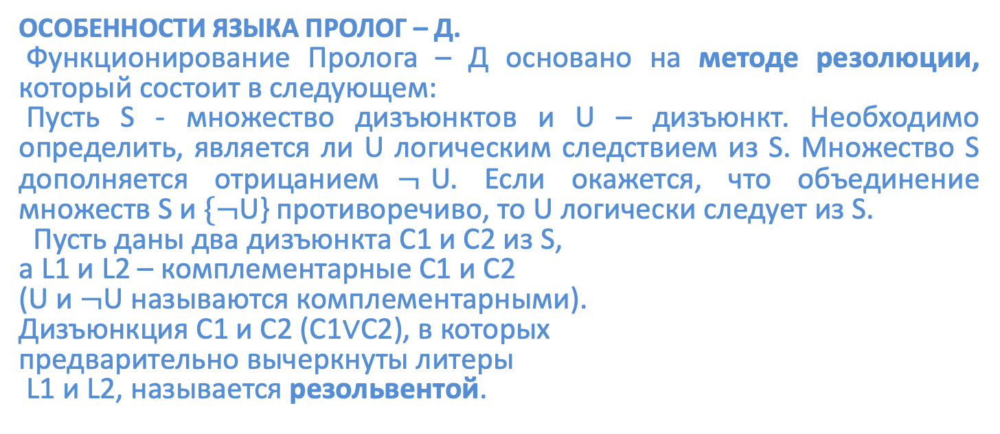 ОСОБЕННОСТИ ЯЗЫКА ПРОЛОГ – Д.
Функционирование Пролога – Д основано на методе резолюции,
который состоит в следующем:
Пусть S - множество дизъюнктов и U – дизъюнкт. Необходимо
определить, является ли U логическим следствием из S. Множество S
дополняется отрицанием ¬ U. Если окажется, что объединение
множеств S и {¬U} противоречиво, то U логически следует из S.
Пусть даны два дизъюнкта C1 и C2 из S,
а L1 и L2 – комплементарные C1 и C2
(U и ¬U называются комплементарными).
Дизъюнкция C1 и C2 (C1∨C2), в которых
предварительно вычеркнуты литеры
L1 и L2, называется резольвентой.